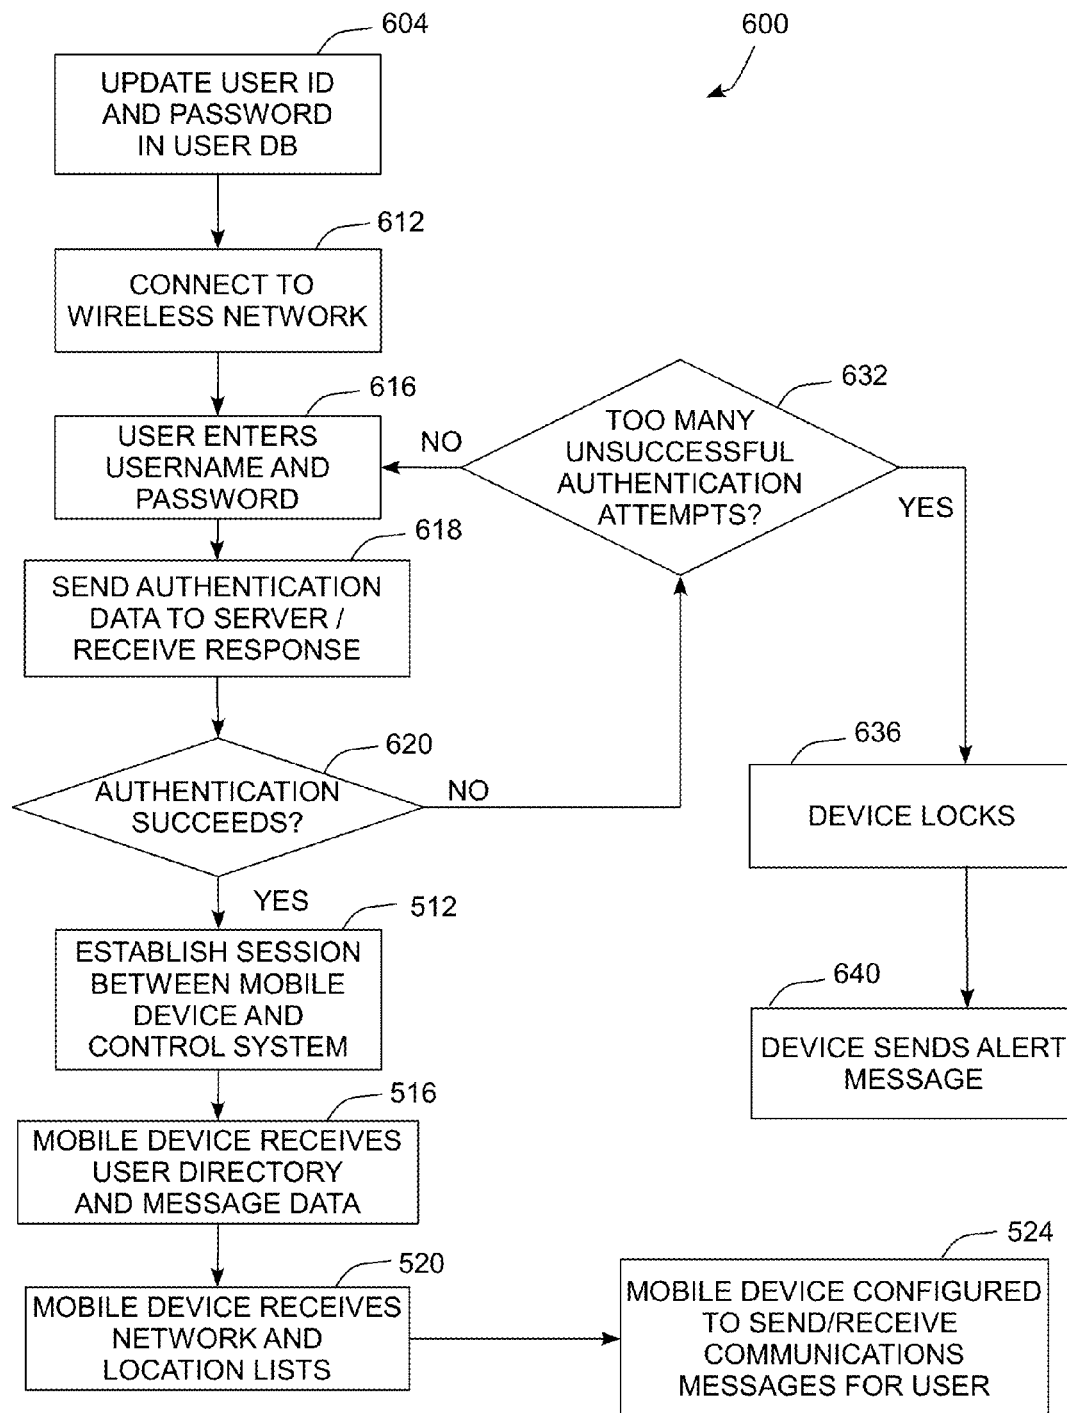 604
600
UPDATE USER ID
AND PASSWORD
IN USER DB
612
CONNECT TO
WIRELESS NETWORK
616
USER ENTERS
USERNAME AND
PASSWORD
NO
632
TOO MANY
UNSUCCESSFUL
AUTHENTICATION
ATTEMPTS?
YES
618
SEND AUTHENTICATION
DATA TO SERVER /
RECEIVE RESPONSE
620
AUTHENTICATION
SUCCEEDS?
NO
YES
636
DEVICE LOCKS
640
DEVICE SENDS ALERT
MESSAGE
512
ESTABLISH SESSION
BETWEEN MOBILE
DEVICE AND
CONTROL SYSTEM
516
MOBILE DEVICE RECEIVES
USER DIRECTORY
AND MESSAGE DATA
520
MOBILE DEVICE RECEIVES
NETWORK AND
LOCATION LISTS
524
MOBILE DEVICE CONFIGURED
TO SEND/RECEIVE
COMMUNICATIONS
MESSAGES FOR USER